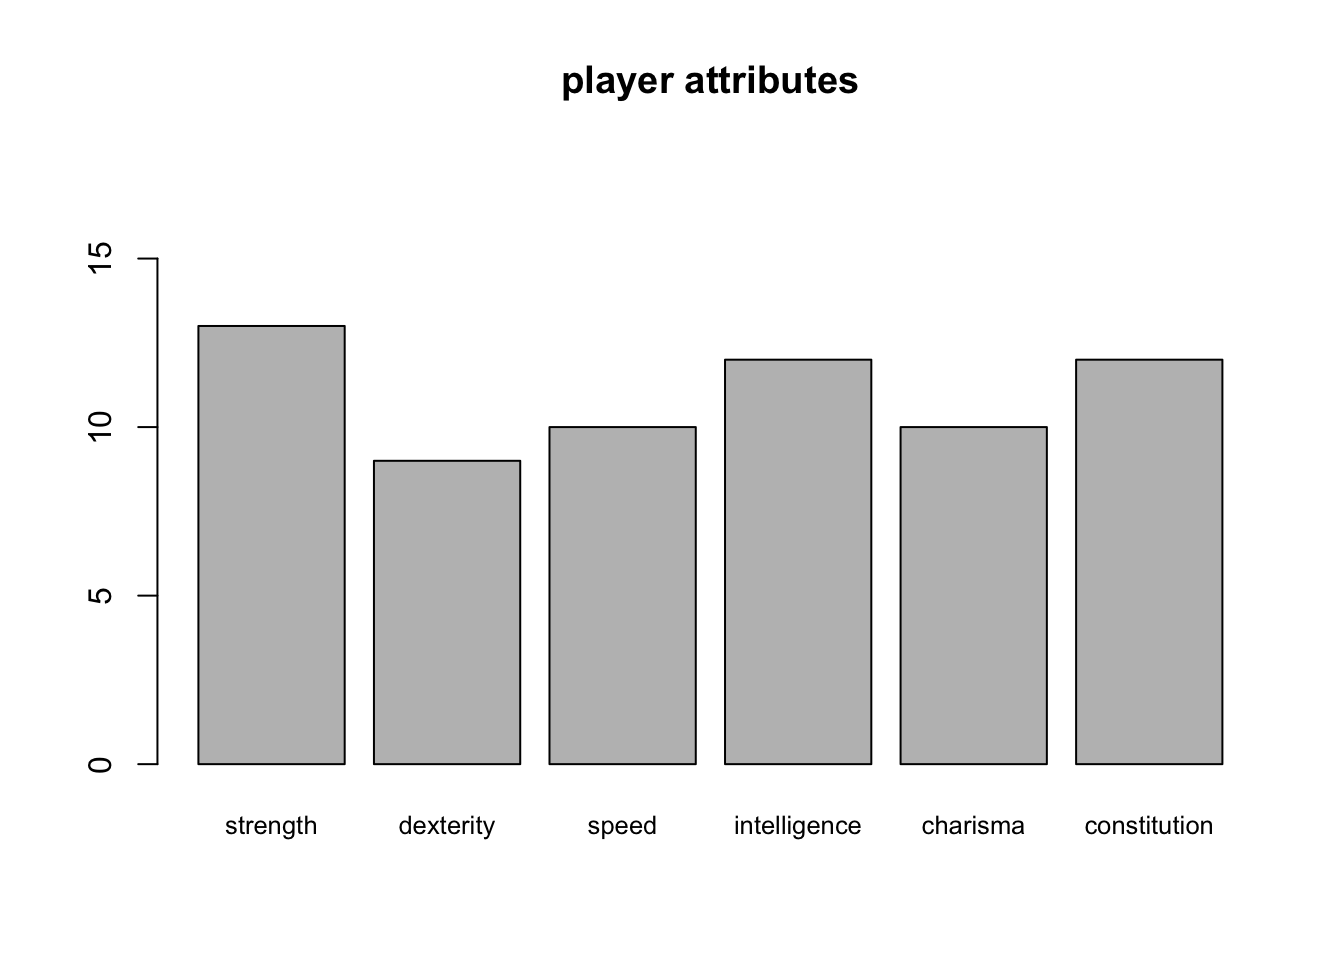 player attributes
15
10
5
0
strength dexterity speed intelligence charisma constitution